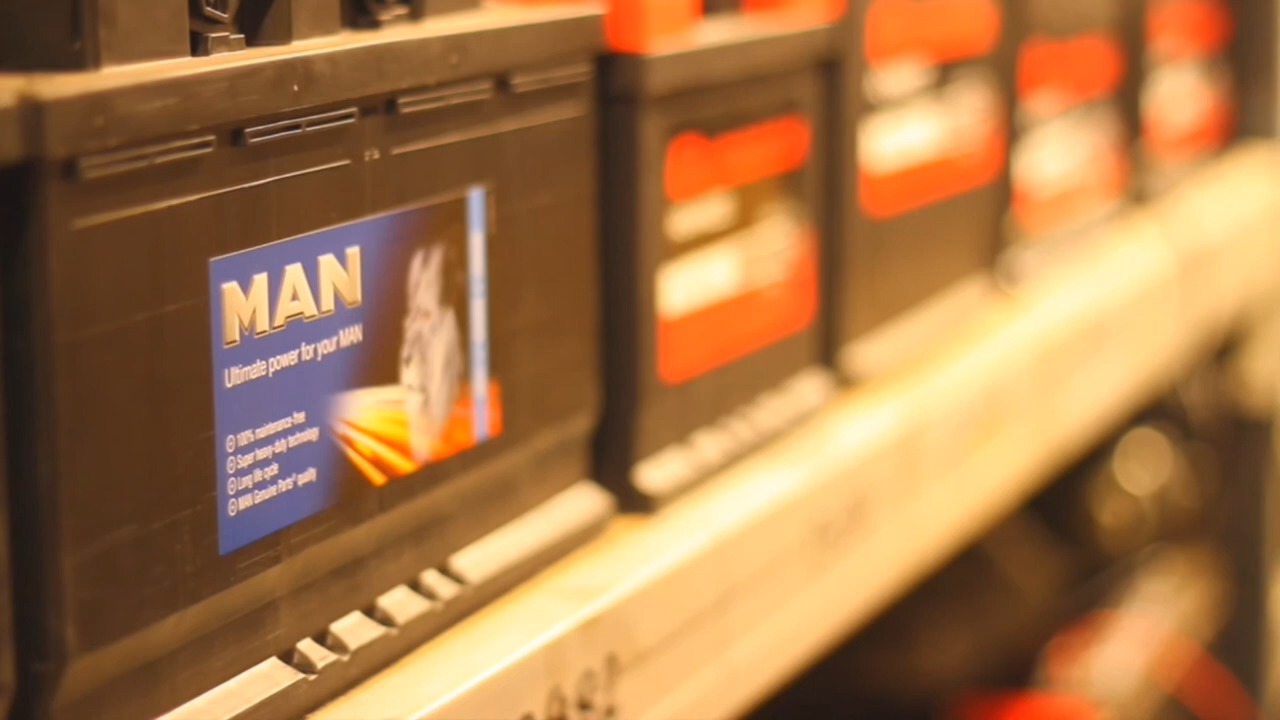 MAN
Ultimate power for your MAN
100% maintenance-free
Super heavy-duty technology
Long life cycle
MAN Genuine Parts® quality